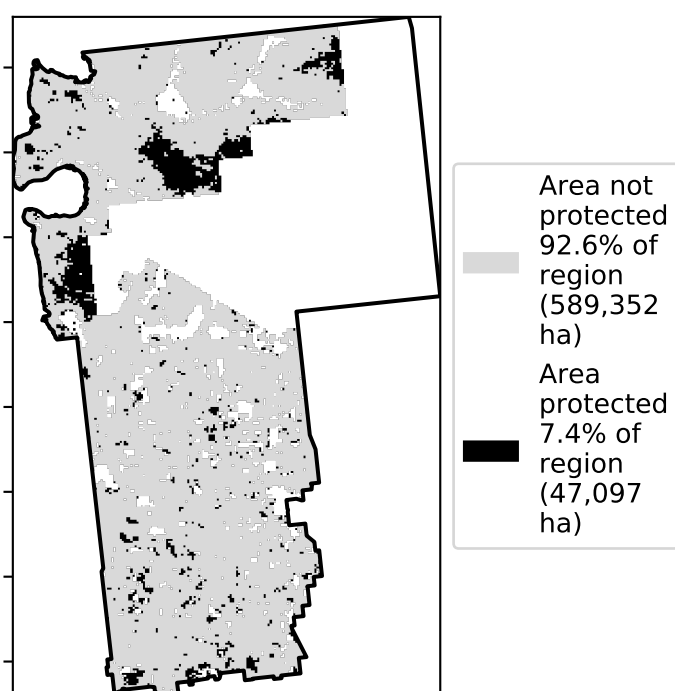 Area not
protected
92.6% of
region
(589,352
ha)
Area
protected
7.4% of
region
(47,097
ha)